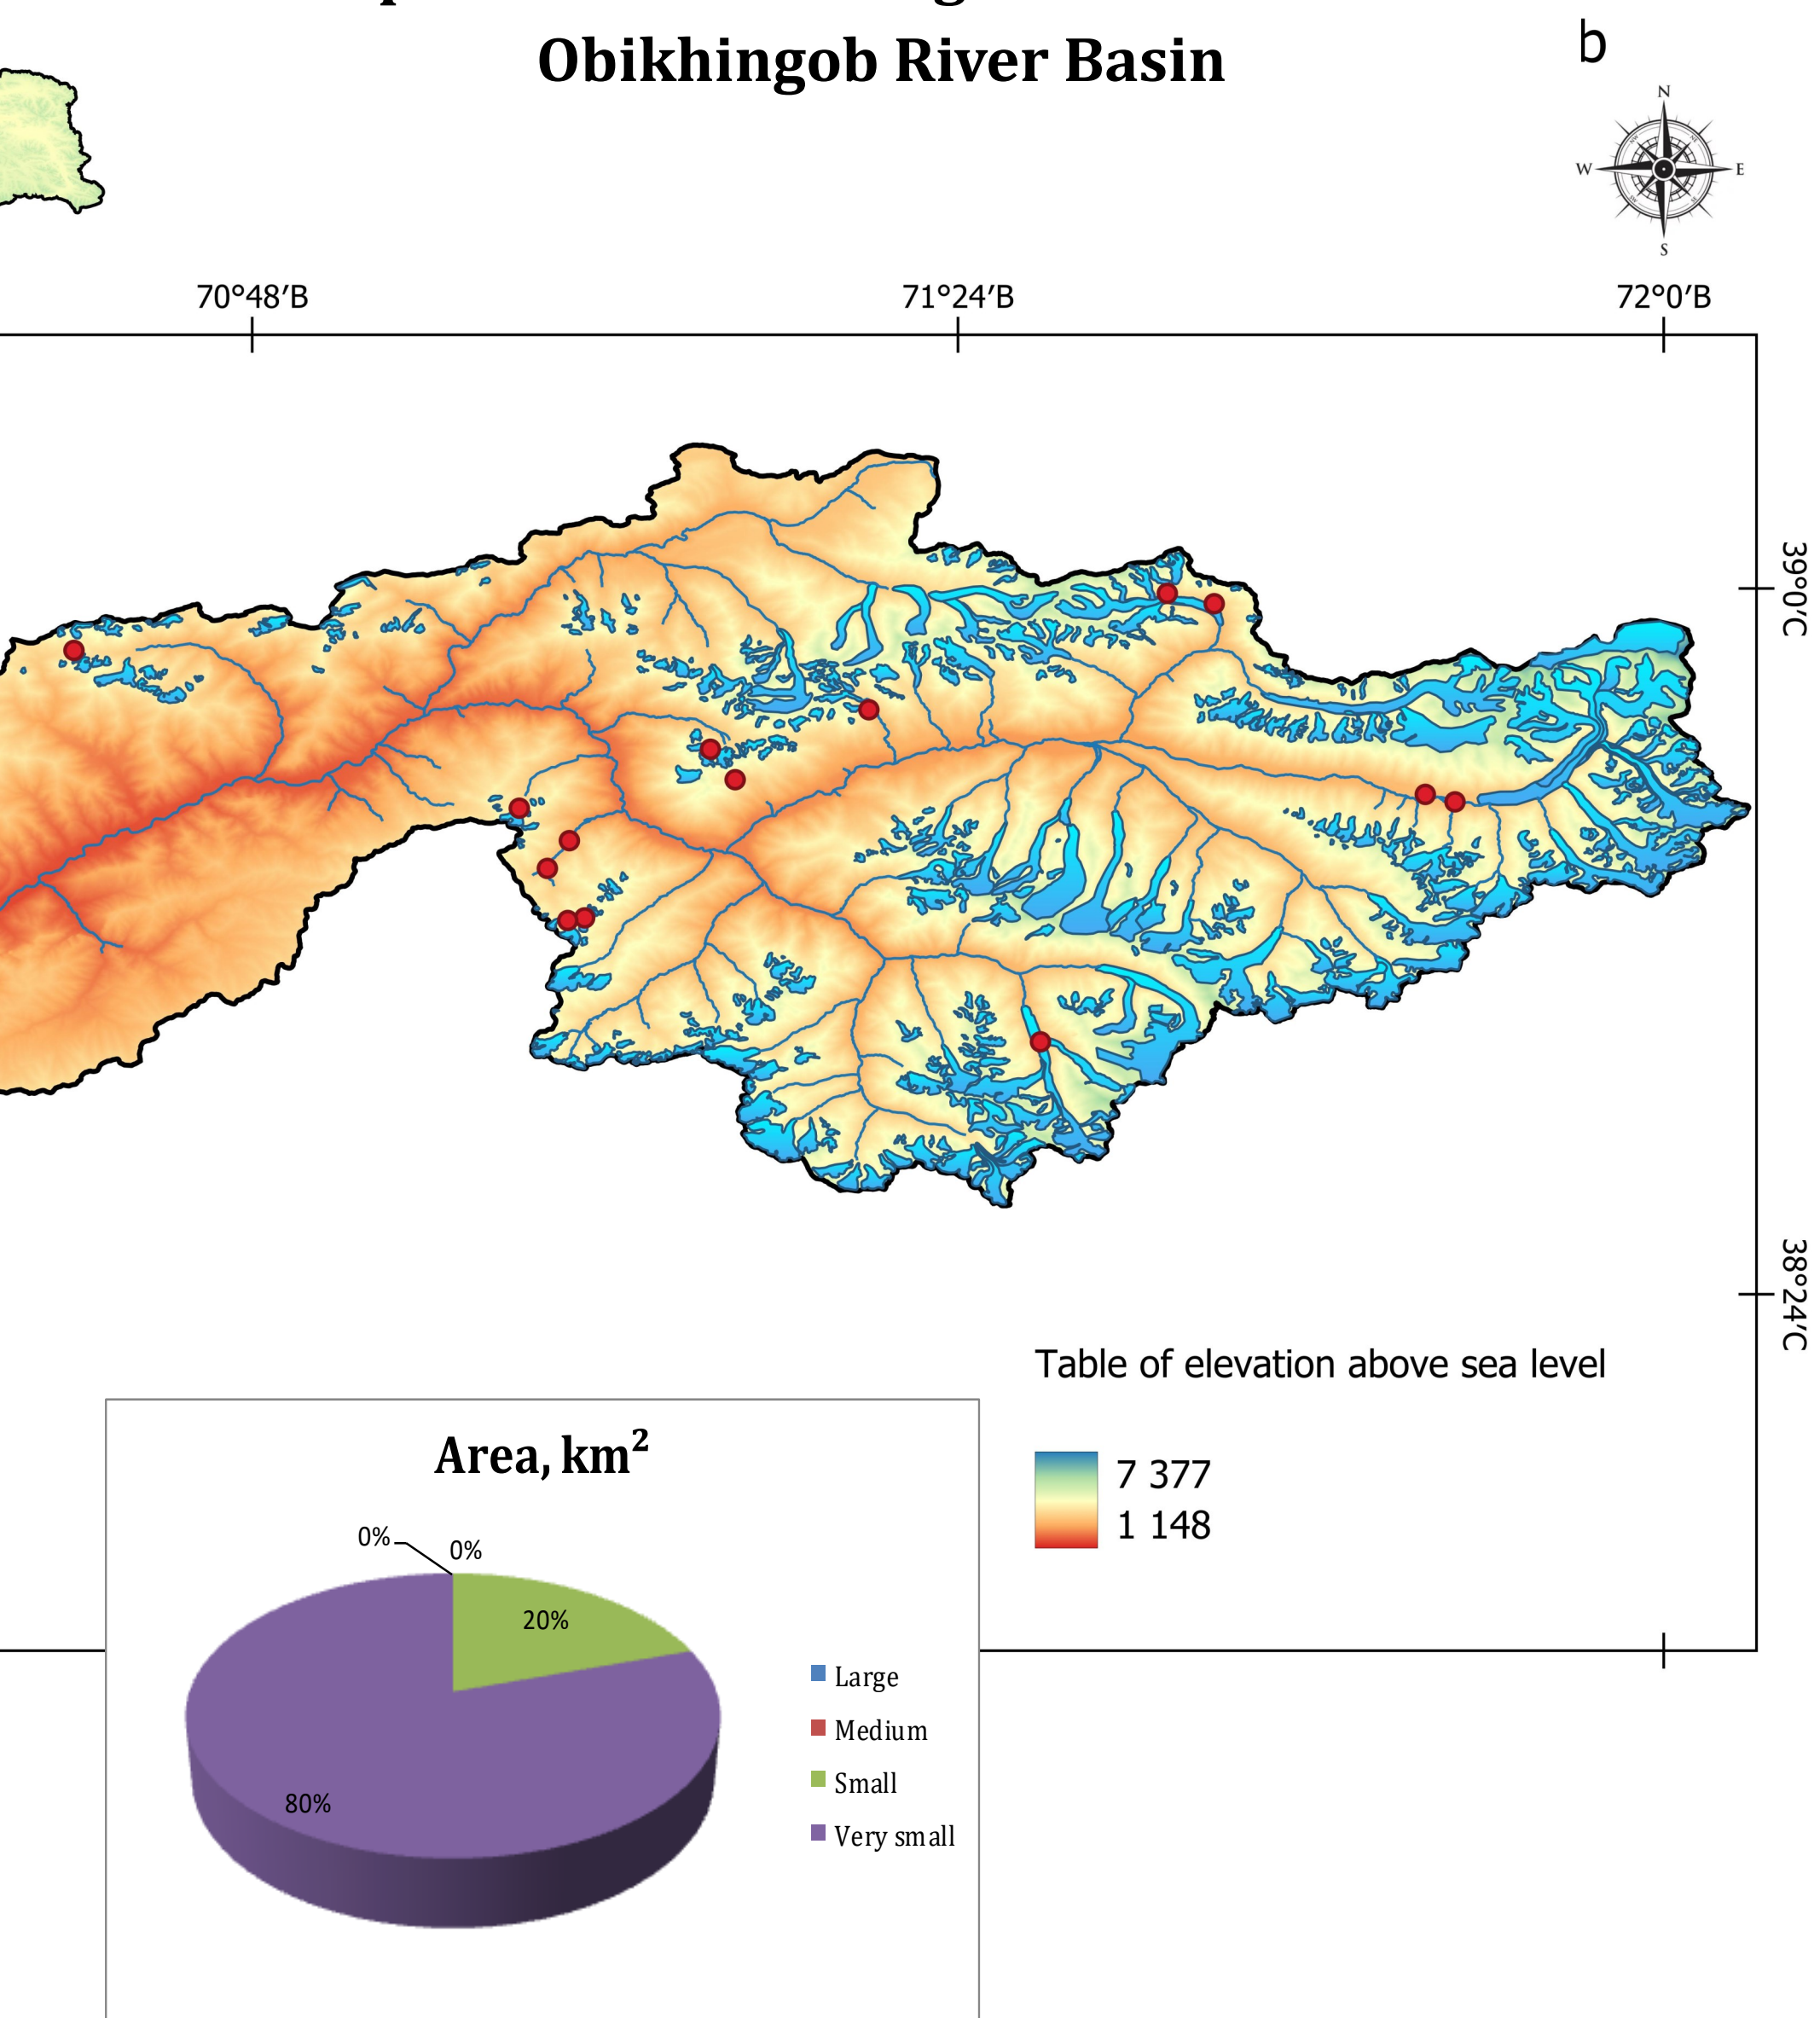 Obikhingob River Basin
b
N
W
E
S
70°48′B
71°24′B
72°0′B
39°0′C
38°24′C
Table of elevation above sea level
7 377
1 148
Area, km²
0%
0%
20%
80%
Large
Medium
Small
Very small